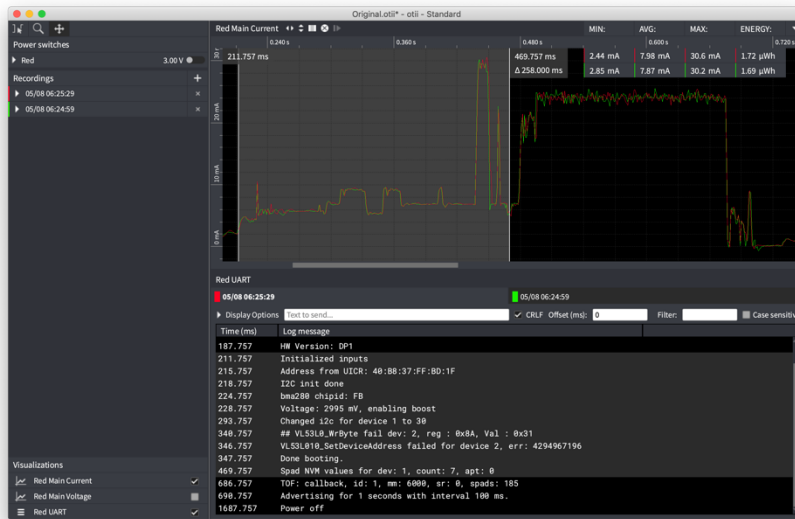 Original.otii* - otii - Standard
Power switches
Red 3.00 V
Recordings +
05/08 06:25:29 ×
05/08 06:24:59 ×
Red Main Current
MIN: AVG: MAX: ENERGY:
0.240 s 0.360 s 0.480 s 0.600 s 0.720 s
211.757 ms
469.757 ms 2.44 mA 7.98 mA 30.6 mA 1.72 µWh
Δ 258.000 ms 2.85 mA 7.87 mA 30.2 mA 1.69 µWh
20 mA
10 mA
0 mA
Red UART
05/08 06:25:29 05/08 06:24:59
Display Options Text to send... CRLF Offset (ms): 0 Filter: Case sensitiv
Time (ms) Log message
187.757 HW Version: DP1
211.757 Initialized inputs
215.757 Address from UICR: 40:B8:37:FF:BD:1F
218.757 I2C init done
224.757 bma280 chipid: FB
228.757 Voltage: 2995 mV, enabling boost
293.757 Changed i2c for device 1 to 30
340.757 ## VL53L0_WrByte fail dev: 2, reg : 0x8A, Val : 0x31
346.757 VL53L010_SetDeviceAddress failed for device 2, err: 4294967196
347.757 Done booting.
469.757 Spad NVM values for dev: 1, count: 7, apt: 0
686.757 TOF: callback, id: 1, mm: 6000, sr: 0, spads: 185
690.757 Advertising for 1 seconds with interval 100 ms.
1687.757 Power off
Visualizations
Red Main Current
Red Main Voltage
Red UART